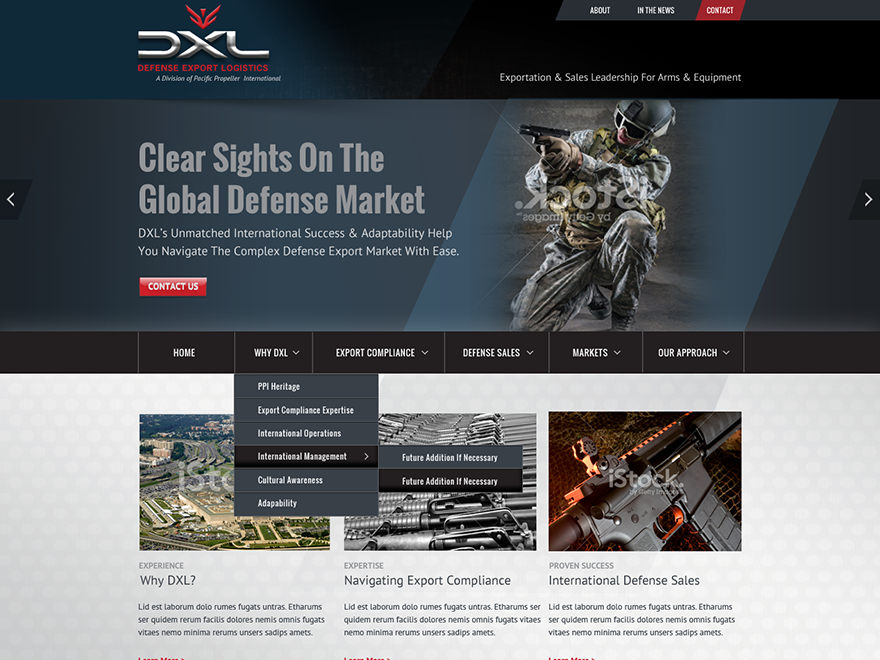 ABOUT
IN THE NEWS
CONTACT
DXL
DEFENSE EXPORT LOGISTICS
A Division of Pacific Propeller International
Exportation & Sales Leadership For Arms & Equipment
Clear Sights On The
Global Defense Market
DXL's Unmatched International Success & Adaptability Help
You Navigate The Complex Defense Export Market With Ease.
CONTACT US
iStock.
by Getty Images™
HOME
WHY DXL
EXPORT COMPLIANCE
DEFENSE SALES
MARKETS
OUR APPROACH
PPI Heritage
Export Compliance Expertise
International Operations
International Management
Cultural Awareness
Adapability
Future Addition If Necessary
Future Addition If Necessary
iStock.
by Getty Images
EXPERIENCE
Why DXL?
Lid est laborum dolo rumes fugats untras. Etharums
ser quidem rerum facilis dolores nemis omnis fugats
vitaes nemo minima rerums unsers sadips amets.
Learn More >
EXPERTISE
Navigating Export Compliance
Lid est laborum dolo rumes fugats untras. Etharums ser
quidem rerum facilis dolores nemis omnis fugats
vitaes nemo minima rerums unsers sadips amets.
Learn More >
PROVEN SUCCESS
International Defense Sales
Lid est laborum dolo rumes fugats untras. Etharums
ser quidem rerum facilis dolores nemis omnis fugats
vitaes nemo minima rerums unsers sadips amets.
Learn More >